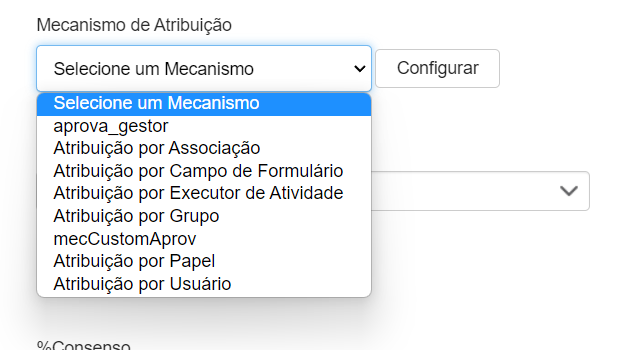 Mecanismo de Atribuição
Selecione um Mecanismo
Configurar
Selecione um Mecanismo
aprova_gestor
Atribuição por Associação
Atribuição por Campo de Formulário
Atribuição por Executor de Atividade
Atribuição por Grupo
mecCustomAprov
Atribuição por Papel
Atribuição por Usuário
%Consenso